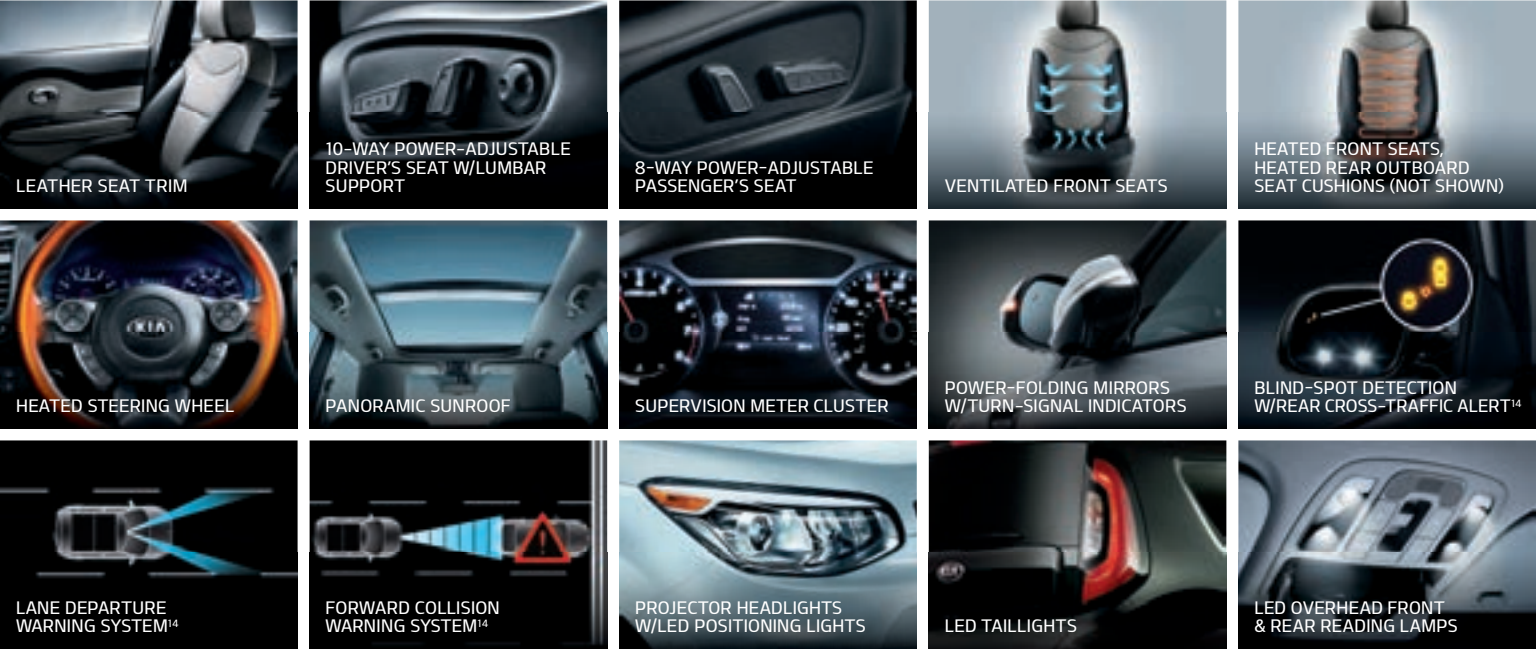 LEATHER SEAT TRIM
10-WAY POWER-ADJUSTABLE
DRIVER'S SEAT W/LUMBAR
SUPPORT
8-WAY POWER-ADJUSTABLE
PASSENGER'S SEAT
VENTILATED FRONT SEATS
HEATED FRONT SEATS,
HEATED REAR OUTBOARD
SEAT CUSHIONS (NOT SHOWN)
KIA
HEATED STEERING WHEEL
PANORAMIC SUNROOF
SUPERVISION METER CLUSTER
POWER-FOLDING MIRRORS
W/TURN-SIGNAL INDICATORS
BLIND-SPOT DETECTION
W/REAR CROSS-TRAFFIC ALERT¹⁴
LANE DEPARTURE
WARNING SYSTEM¹⁴
FORWARD COLLISION
WARNING SYSTEM¹⁴
PROJECTOR HEADLIGHTS
W/LED POSITIONING LIGHTS
KIA
LED TAILLIGHTS
LED OVERHEAD FRONT
& REAR READING LAMPS